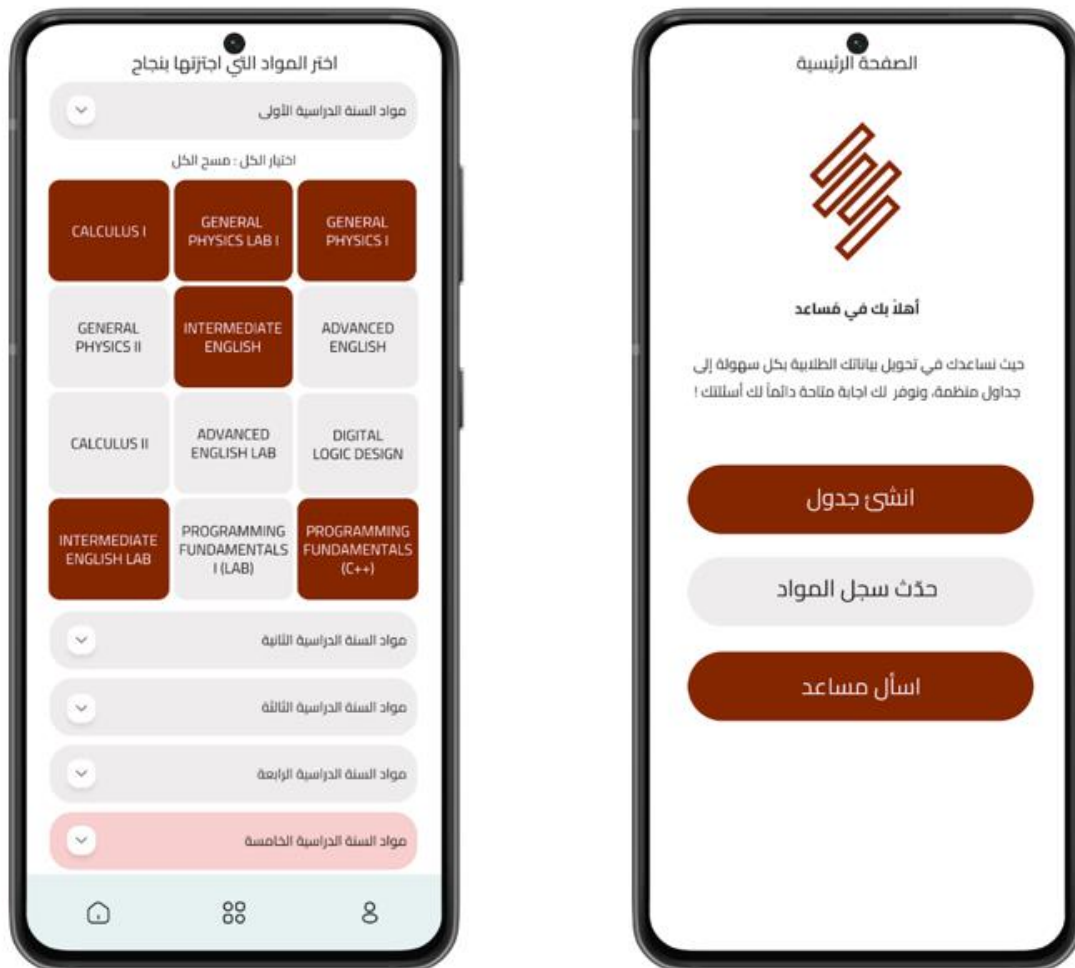 اختر المواد التي اجتزتها بنجاح
مواد السنة الدراسية الأولى
اختيار الكل : مسح الكل
CALCULUS I
GENERAL
PHYSICS LAB I
GENERAL
PHYSICS I
GENERAL
PHYSICS II
INTERMEDIATE
ENGLISH
ADVANCED
ENGLISH
CALCULUS II
ADVANCED
ENGLISH LAB
DIGITAL
LOGIC DESIGN
INTERMEDIATE
ENGLISH LAB
PROGRAMMING
FUNDAMENTALS
I (LAB)
PROGRAMMING
FUNDAMENTALS
(C++)
مواد السنة الدراسية الثانية
مواد السنة الدراسية الثالثة
مواد السنة الدراسية الرابعة
مواد السنة الدراسية الخامسة
الصفحة الرئيسية
أهلاً بك في مُساعد
حيث نساعدك في تحويل بياناتك الطلابية بكل سهولة إلى
جداول منظمة، ونوفر لك اجابة متاحة دائماً لك أسئلتك !
انشئ جدول
حدّث سجل المواد
اسأل مساعد